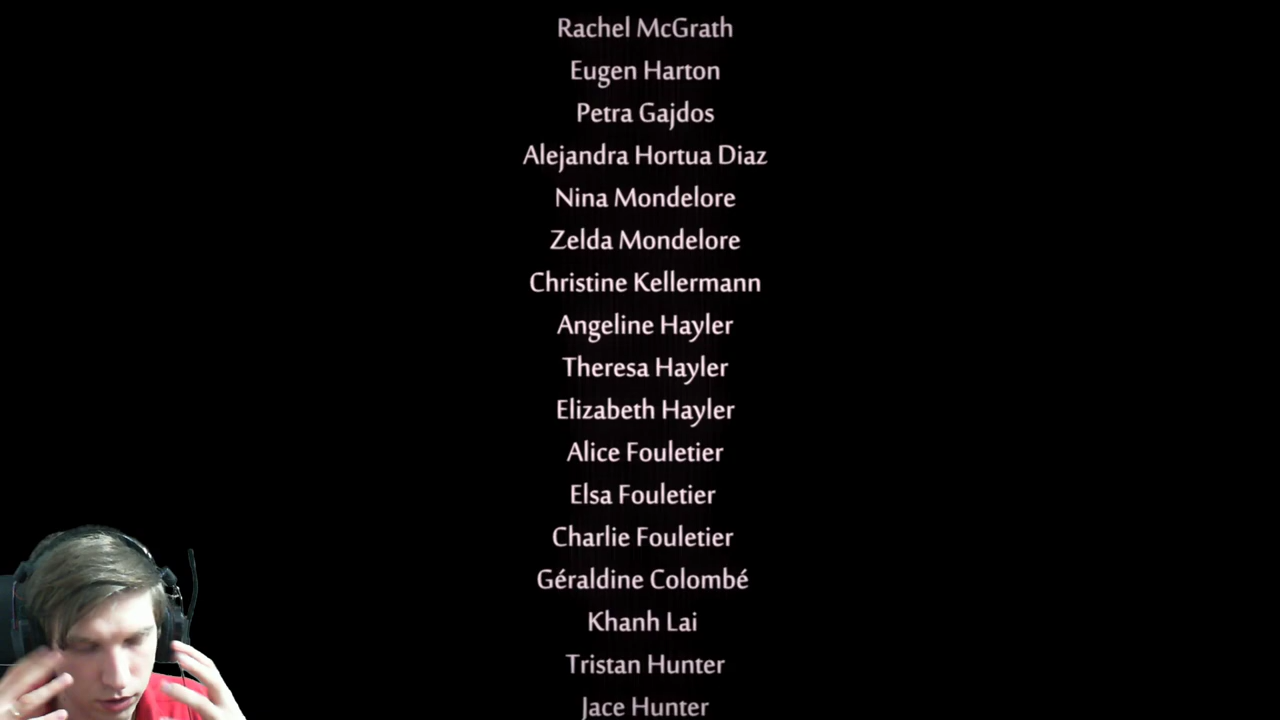 Rachel McGrath
Eugen Harton
Petra Gajdos
Alejandra Hortua Diaz
Nina Mondelore
Zelda Mondelore
Christine Kellermann
Angeline Hayler
Theresa Hayler
Elizabeth Hayler
Alice Fouletier
Elsa Fouletier
Charlie Fouletier
Géraldine Colombé
Khanh Lai
Tristan Hunter
Jace Hunter